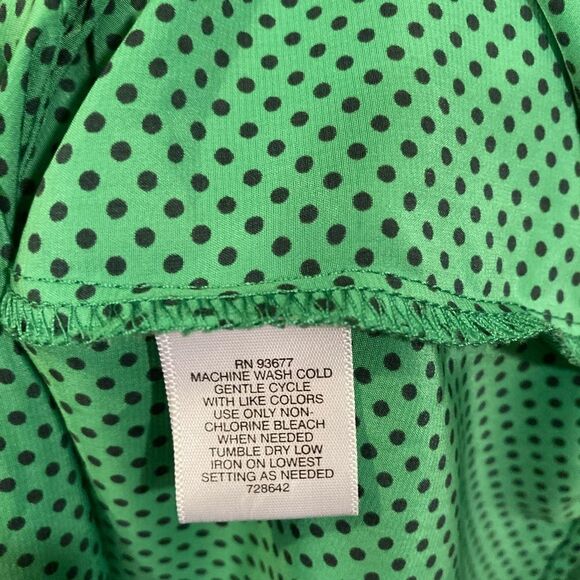 RN 93677
MACHINE WASH COLD
GENTLE CYCLE
WITH LIKE COLORS
USE ONLY NON-
CHLORINE BLEACH
WHEN NEEDED
TUMBLE DRY LOW
IRON ON LOWEST
SETTING AS NEEDED
728642